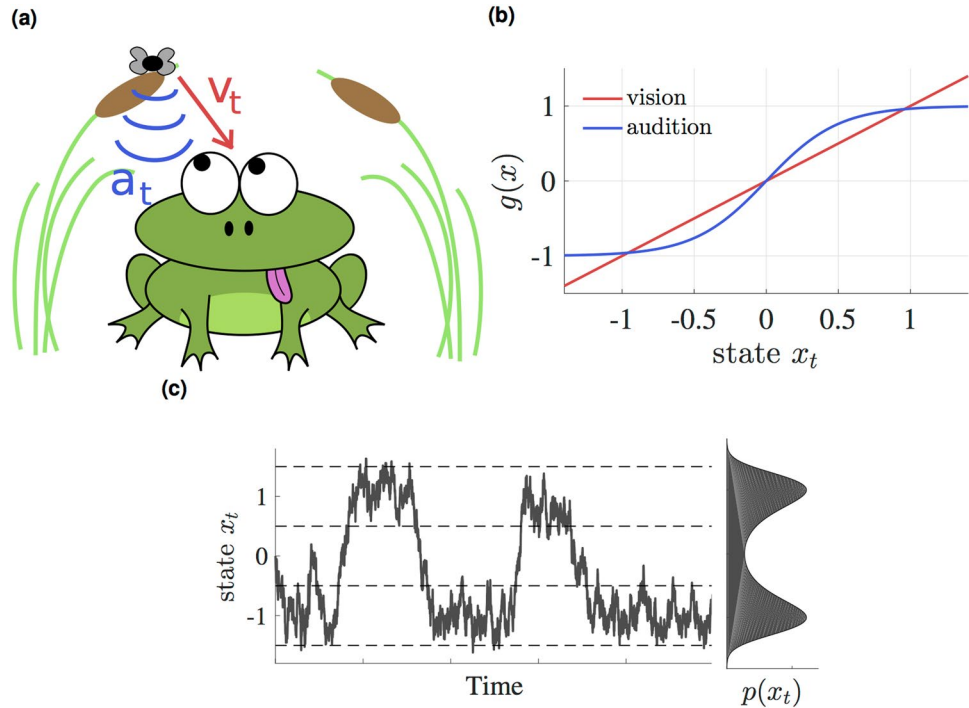 (a)
v_t
a_t
(b)
vision
audition
1
0
-1
g(x)
-1
-0.5
0
0.5
1
state x_t
(c)
1
0
-1
state x_t
Time
p(x_t)